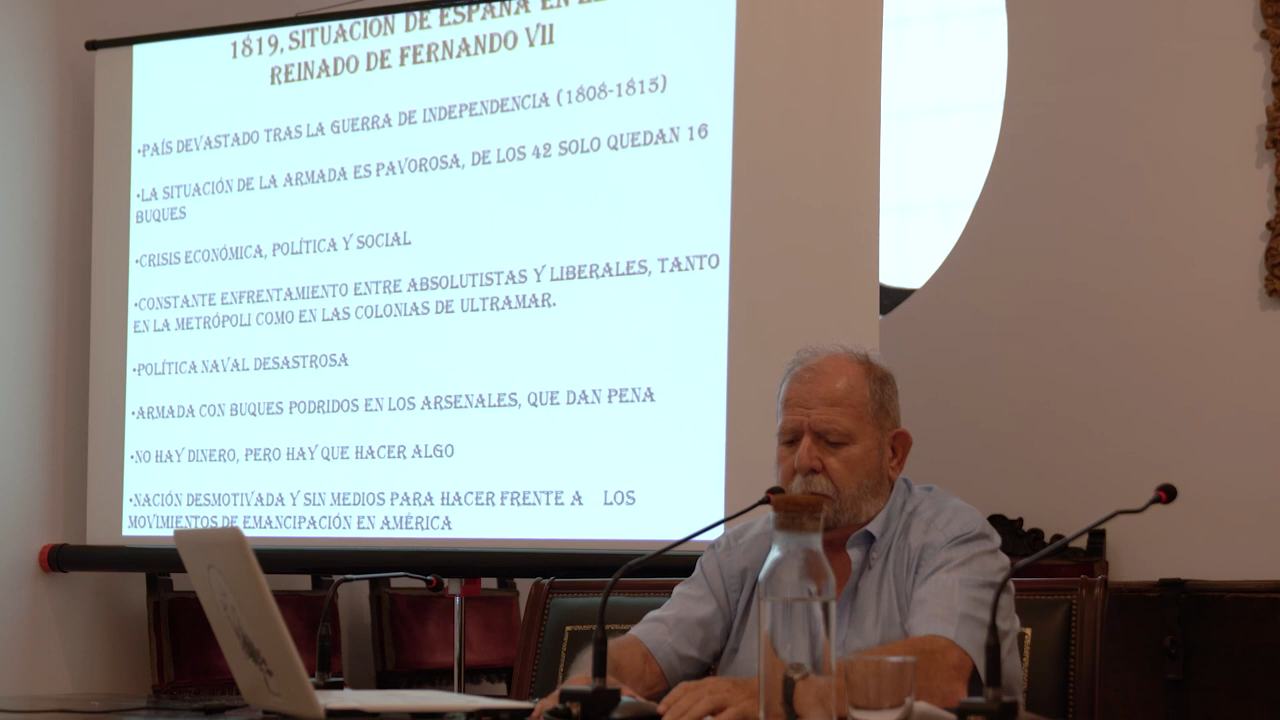 1819, SITUACIÓN DE ESPAÑA EN EL
REINADO DE FERNANDO VII
•PAÍS DEVASTADO TRAS LA GUERRA DE INDEPENDENCIA (1808-1815)
•LA SITUACIÓN DE LA ARMADA ES PAVOROSA, DE LOS 42 SOLO QUEDAN 16
BUQUES
•CRISIS ECONÓMICA, POLÍTICA Y SOCIAL
•CONSTANTE ENFRENTAMIENTO ENTRE ABSOLUTISTAS Y LIBERALES, TANTO
EN LA METRÓPOLI COMO EN LAS COLONIAS DE ULTRAMAR.
•POLÍTICA NAVAL DESASTROSA
•ARMADA CON BUQUES PODRIDOS EN LOS ARSENALES, QUE DAN PENA
•NO HAY DINERO, PERO HAY QUE HACER ALGO
•NACIÓN DESMOTIVADA Y SIN MEDIOS PARA HACER FRENTE A LOS
MOVIMIENTOS DE EMANCIPACIÓN EN AMÉRICA